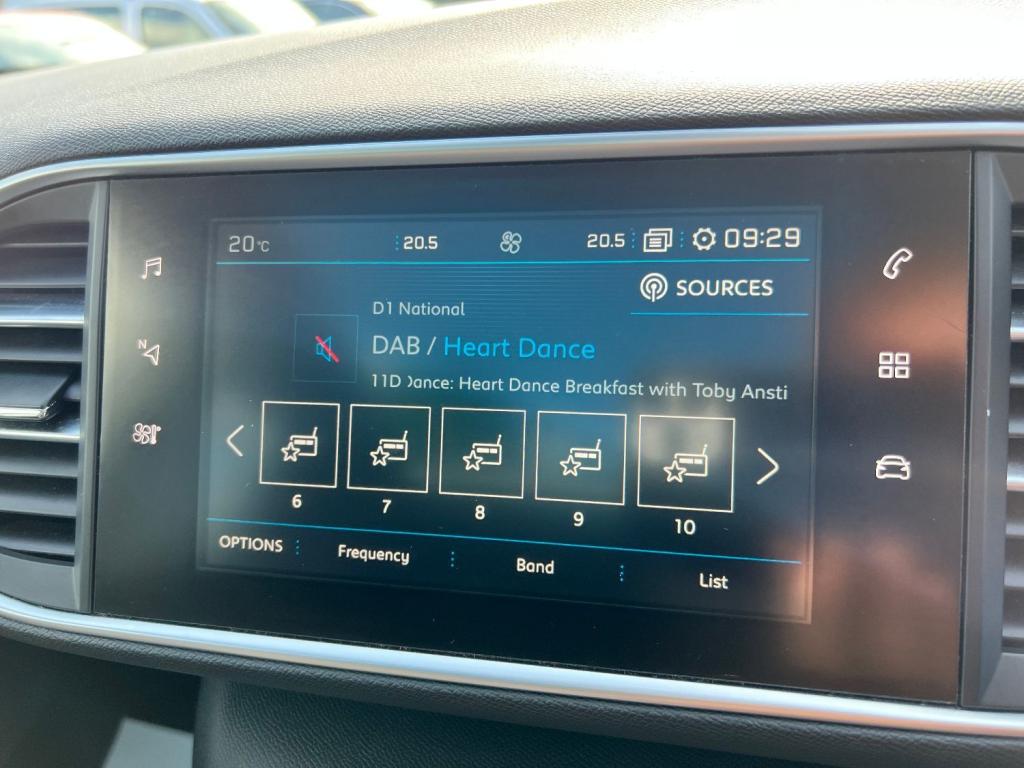 20°C 20.5 20.5 09:29
SOURCES
D1 National
DAB / Heart Dance
11D Dance: Heart Dance Breakfast with Toby Ansti
N
6 7 8 9 10
OPTIONS Frequency Band List